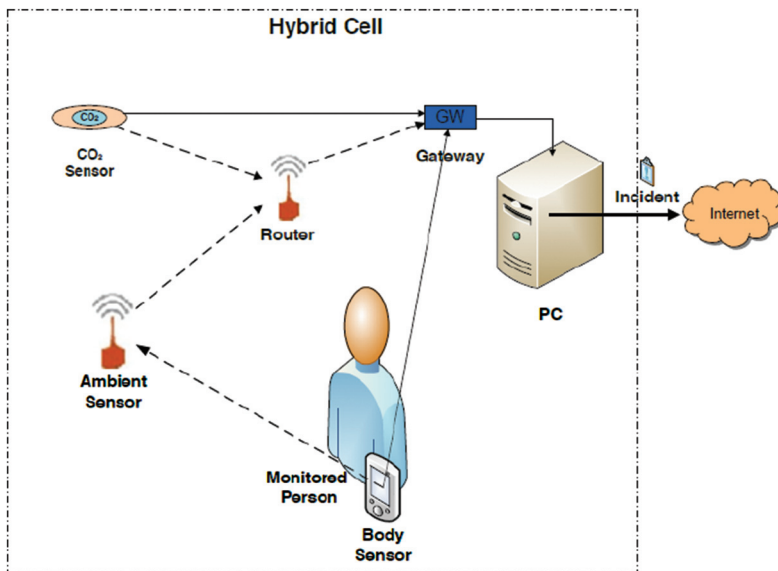 Hybrid Cell
CO₂
CO₂
Sensor
GW
Gateway
Router
Incident
Internet
PC
Ambient
Sensor
Monitored
Person
Body
Sensor